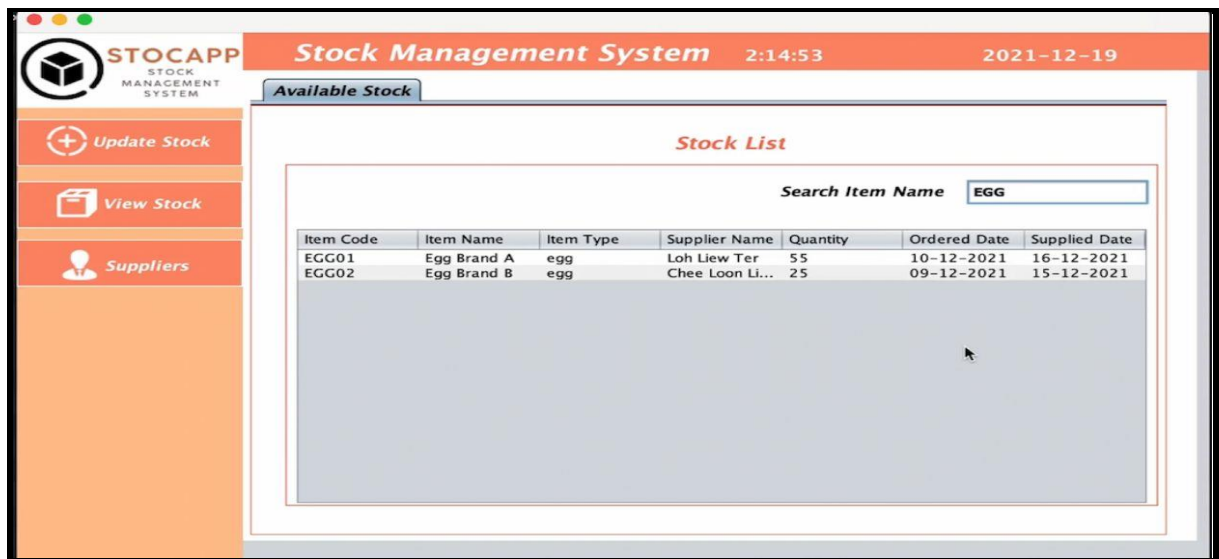 STOCAPP
STOCK
MANAGEMENT
SYSTEM
Stock Management System 2:14:53 2021-12-19
Available Stock
Update Stock
View Stock
Suppliers
Stock List
Search Item Name EGG
Item Code Item Name Item Type Supplier Name Quantity Ordered Date Supplied Date
EGG01 Egg Brand A egg Loh Liew Ter 55 10-12-2021 16-12-2021
EGG02 Egg Brand B egg Chee Loon Li... 25 09-12-2021 15-12-2021